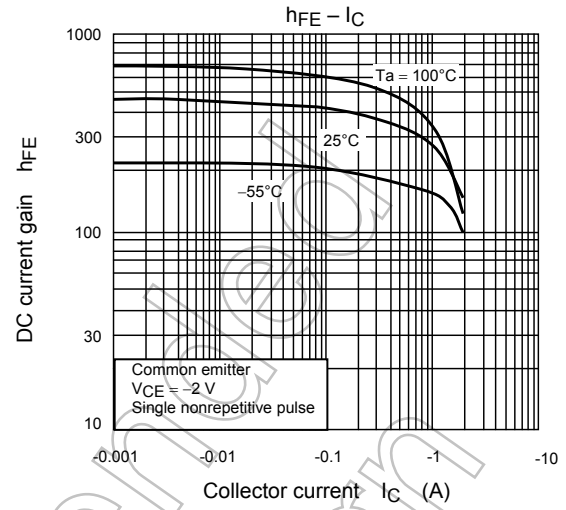 hFE – IC
1000
300
100
30
10
DC current gain hFE
Ta = 100°C
25°C
−55°C
Common emitter
VCE = −2 V
Single nonrepetitive pulse
-0.001
-0.01
-0.1
-1
-10
Collector current IC (A)